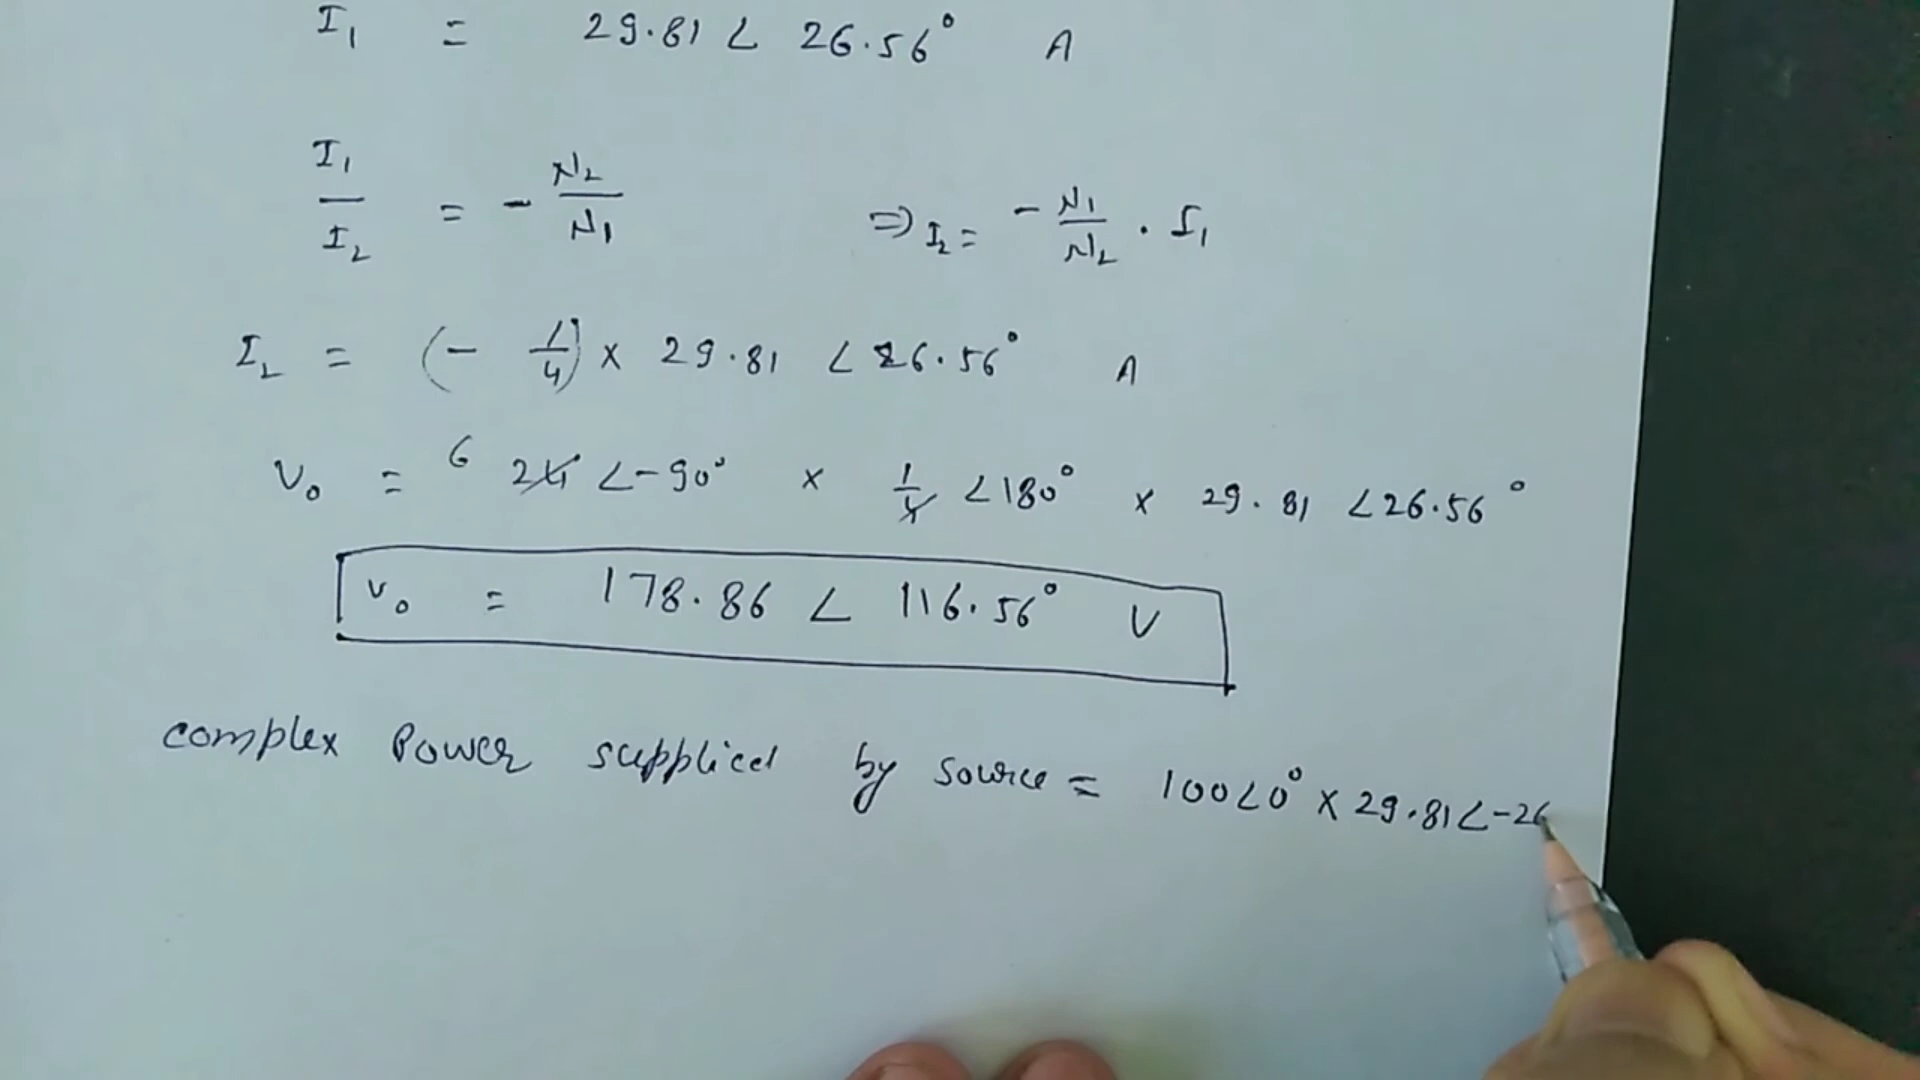 I₁ = 29.81 ∠ 26.56° A
I₁/I₂ = - N₂/N₁ ⇒ I₂ = - N₁/N₂ . I₁
I₂ = (- 1/4) × 29.81 ∠ 26.56° A
V₀ = 6 24 ∠-90° × 1/4 ∠180° × 29.81 ∠26.56°
V₀ = 178.86 ∠ 116.56° V
complex Power supplied by source = 100∠0° × 29.81∠-26